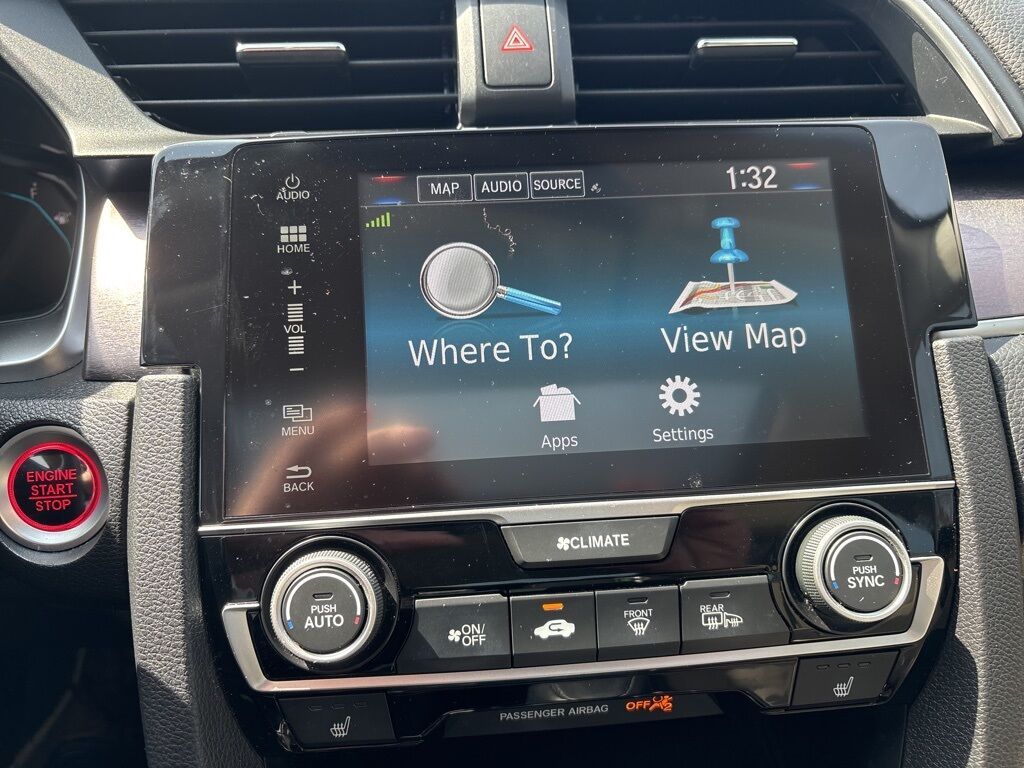 AUDIO
HOME
+
VOL
−
MENU
BACK
MAP
AUDIO
SOURCE
1:32
Where To?
View Map
Apps
Settings
ENGINE
START
STOP
CLIMATE
PUSH
AUTO
ON/
OFF
FRONT
REAR
PUSH
SYNC
PASSENGER AIRBAG
OFF
2